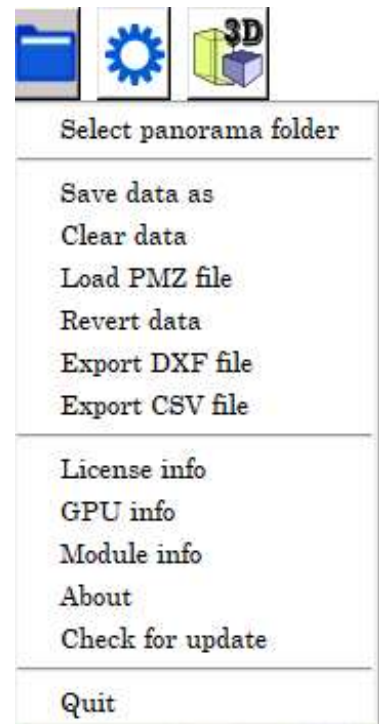 3D
Select panorama folder
Save data as
Clear data
Load PMZ file
Revert data
Export DXF file
Export CSV file
License info
GPU info
Module info
About
Check for update
Quit